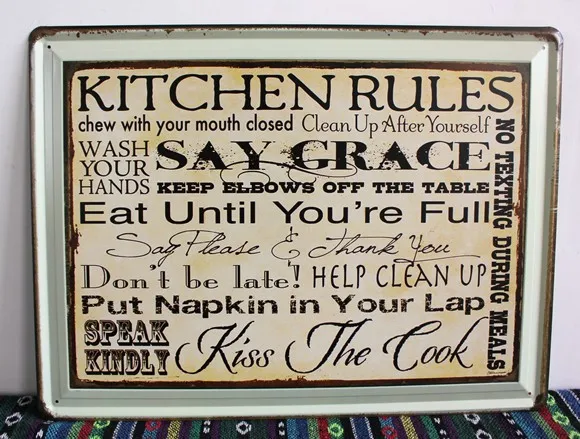 KITCHEN RULES
chew with your mouth closed Clean Up After Yourself
WASH YOUR HANDS
SAY GRACE
KEEP ELBOWS OFF THE TABLE
Eat Until You're Full
Say Please & Thank You
Don't be late! HELP CLEAN UP
Put Napkin in Your Lap
SPEAK KINDLY
Kiss The Cook
NO TEXTING DURING MEALS